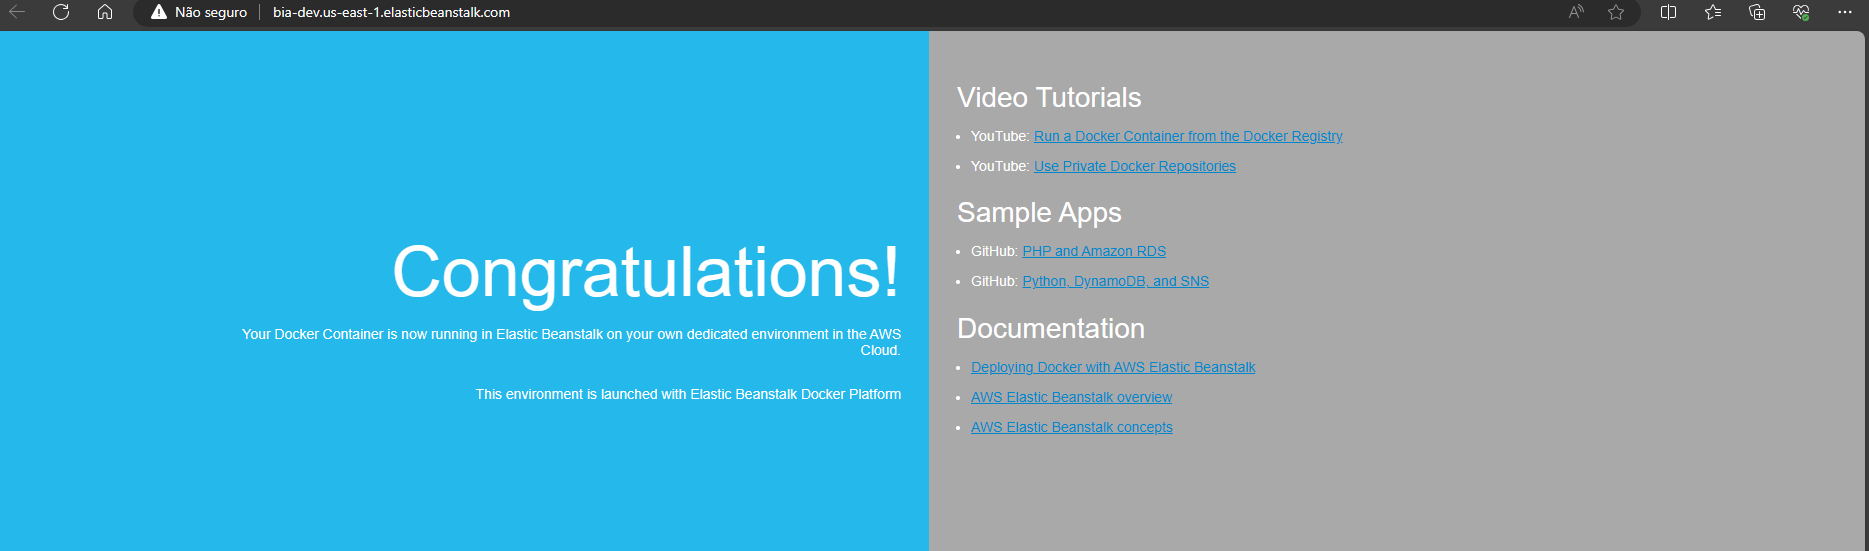 Não seguro
bia-dev.us-east-1.elasticbeanstalk.com
Congratulations!
Your Docker Container is now running in Elastic Beanstalk on your own dedicated environment in the AWS
Cloud.
This environment is launched with Elastic Beanstalk Docker Platform
Video Tutorials
YouTube: Run a Docker Container from the Docker Registry
YouTube: Use Private Docker Repositories
Sample Apps
GitHub: PHP and Amazon RDS
GitHub: Python, DynamoDB, and SNS
Documentation
Deploying Docker with AWS Elastic Beanstalk
AWS Elastic Beanstalk overview
AWS Elastic Beanstalk concepts